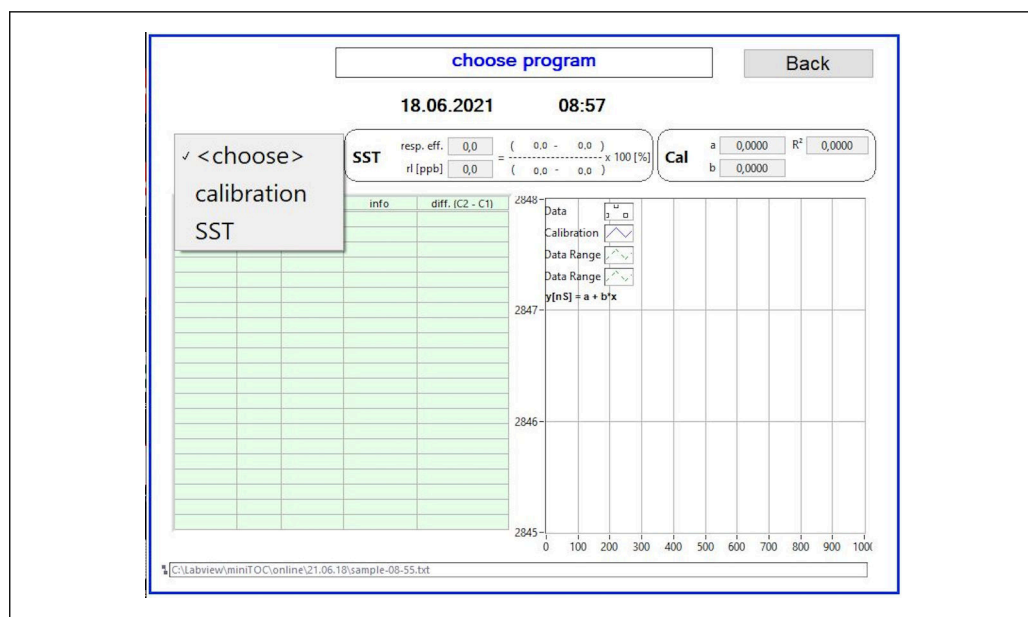 choose program
Back
18.06.2021 08:57
✓ <choose>
calibration
SST
SST
resp. eff. 0,0
rl [ppb] 0,0
=
( 0,0 - 0,0 )
( 0,0 - 0,0 )
x 100 [%]
Cal
a 0,0000 R² 0,0000
b 0,0000
info diff. (C2 - C1)
2848
Data
Calibration
Data Range
Data Range
y[nS] = a + b*x
2847
2846
2845
0 100 200 300 400 500 600 700 800 900 1000
C:\Labview\miniTOC\online\21.06.18\sample-08-55.txt